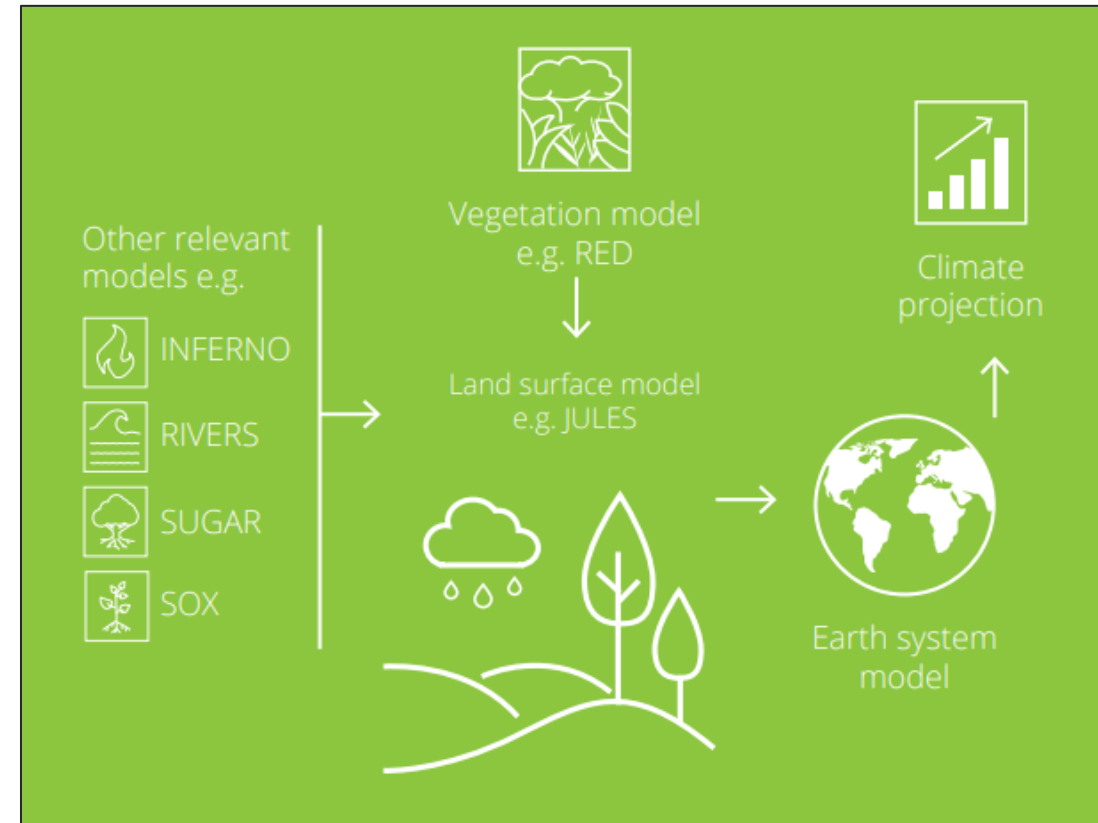 Other relevant
models e.g.
INFERNO
RIVERS
SUGAR
SOX
Vegetation model
e.g. RED
Land surface model
e.g. JULES
Earth system
model
Climate
projection